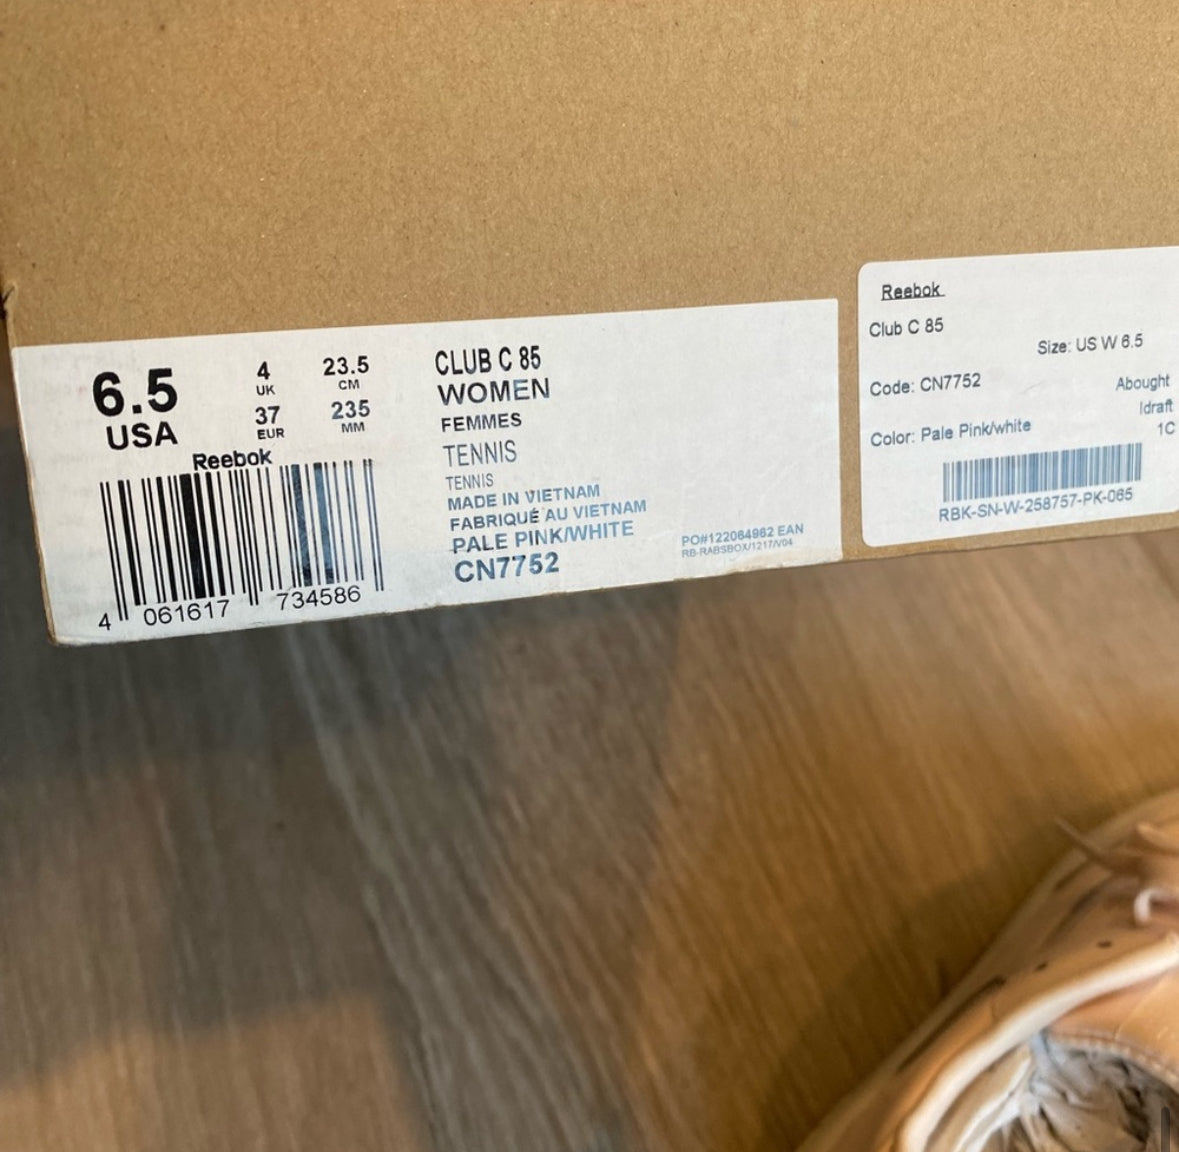 6.5
USA
4
UK
37
EUR
23.5
CM
235
MM
Reebok
4 061617 734586
CLUB C 85
WOMEN
FEMMES
TENNIS
TENNIS
MADE IN VIETNAM
FABRIQUÉ AU VIETNAM
PALE PINK/WHITE
CN7752
PO#122064962 EAN
RB-RABSBOX/1217/V04
Reebok
Club C 85
Size: US W 6.5
Code: CN7752
Abought
Idraft
1C
Color: Pale Pink/white
RBK-SN-W-258757-PK-065